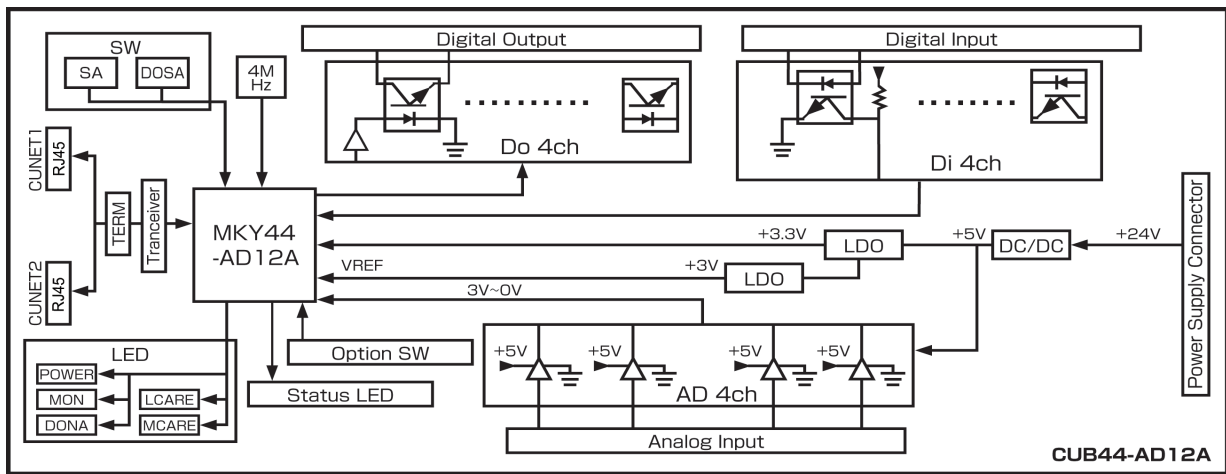 SW
SA
DOSA
4M
Hz
Digital Output
Do 4ch
Digital Input
Di 4ch
CUNET1
RJ45
CUNET2
RJ45
TERM
Tranceiver
MKY44
-AD12A
+3.3V
LDO
+5V
DC/DC
+24V
Power Supply Connector
VREF
+3V
LDO
3V~0V
Option SW
Status LED
LED
POWER
MON
DONA
LCARE
MCARE
+5V
+5V
+5V
+5V
AD 4ch
Analog Input
CUB44-AD12A